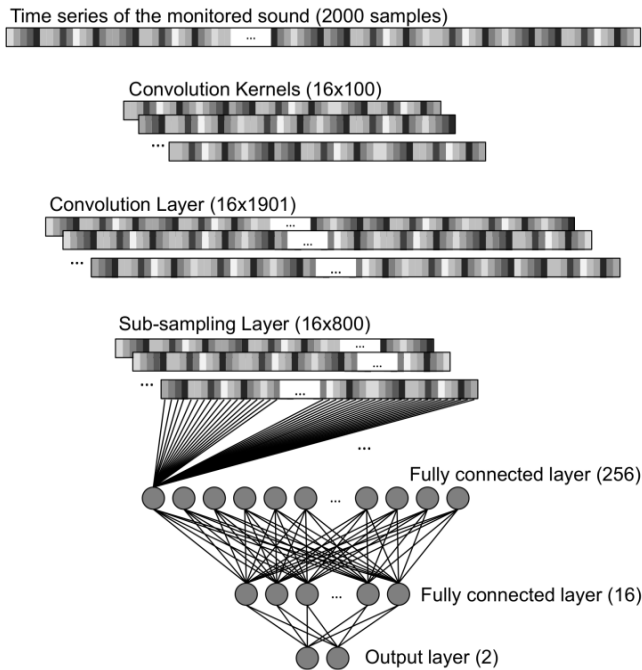 Time series of the monitored sound (2000 samples)
...
Convolution Kernels (16x100)
...
Convolution Layer (16x1901)
...
...
...
...
Sub-sampling Layer (16x800)
...
...
...
...
...
Fully connected layer (256)
...
...
Fully connected layer (16)
Output layer (2)